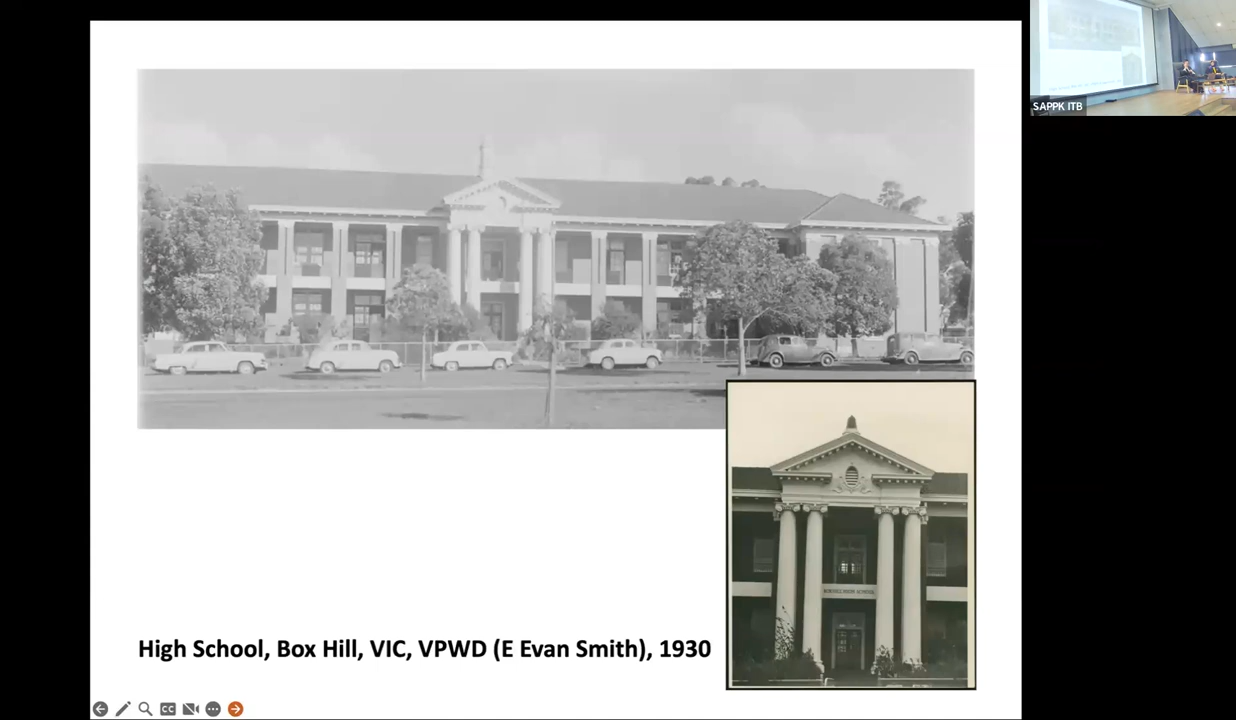 SAPPK ITB
High School, Box Hill, VIC, VPWD (E Evan Smith), 1930